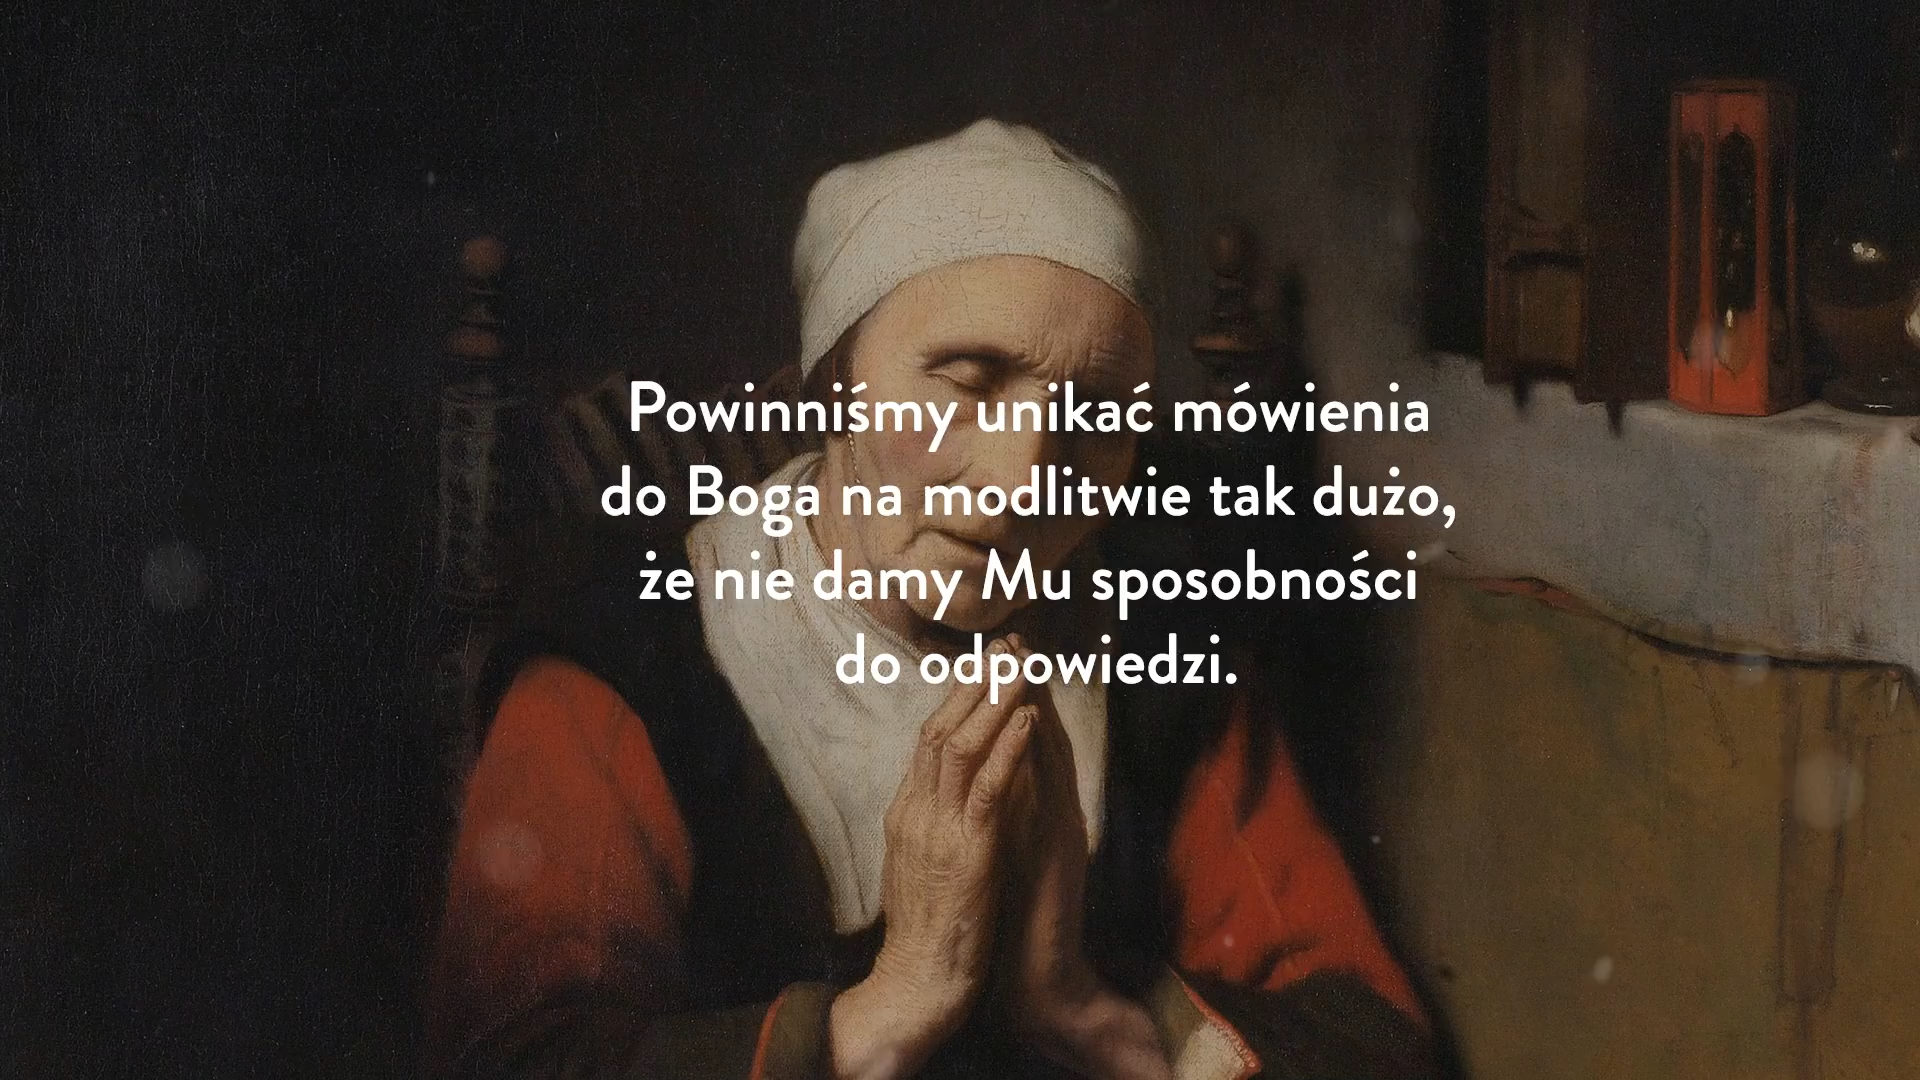 Powinniśmy unikać mówienia
do Boga na modlitwie tak dużo,
że nie damy Mu sposobności
do odpowiedzi.